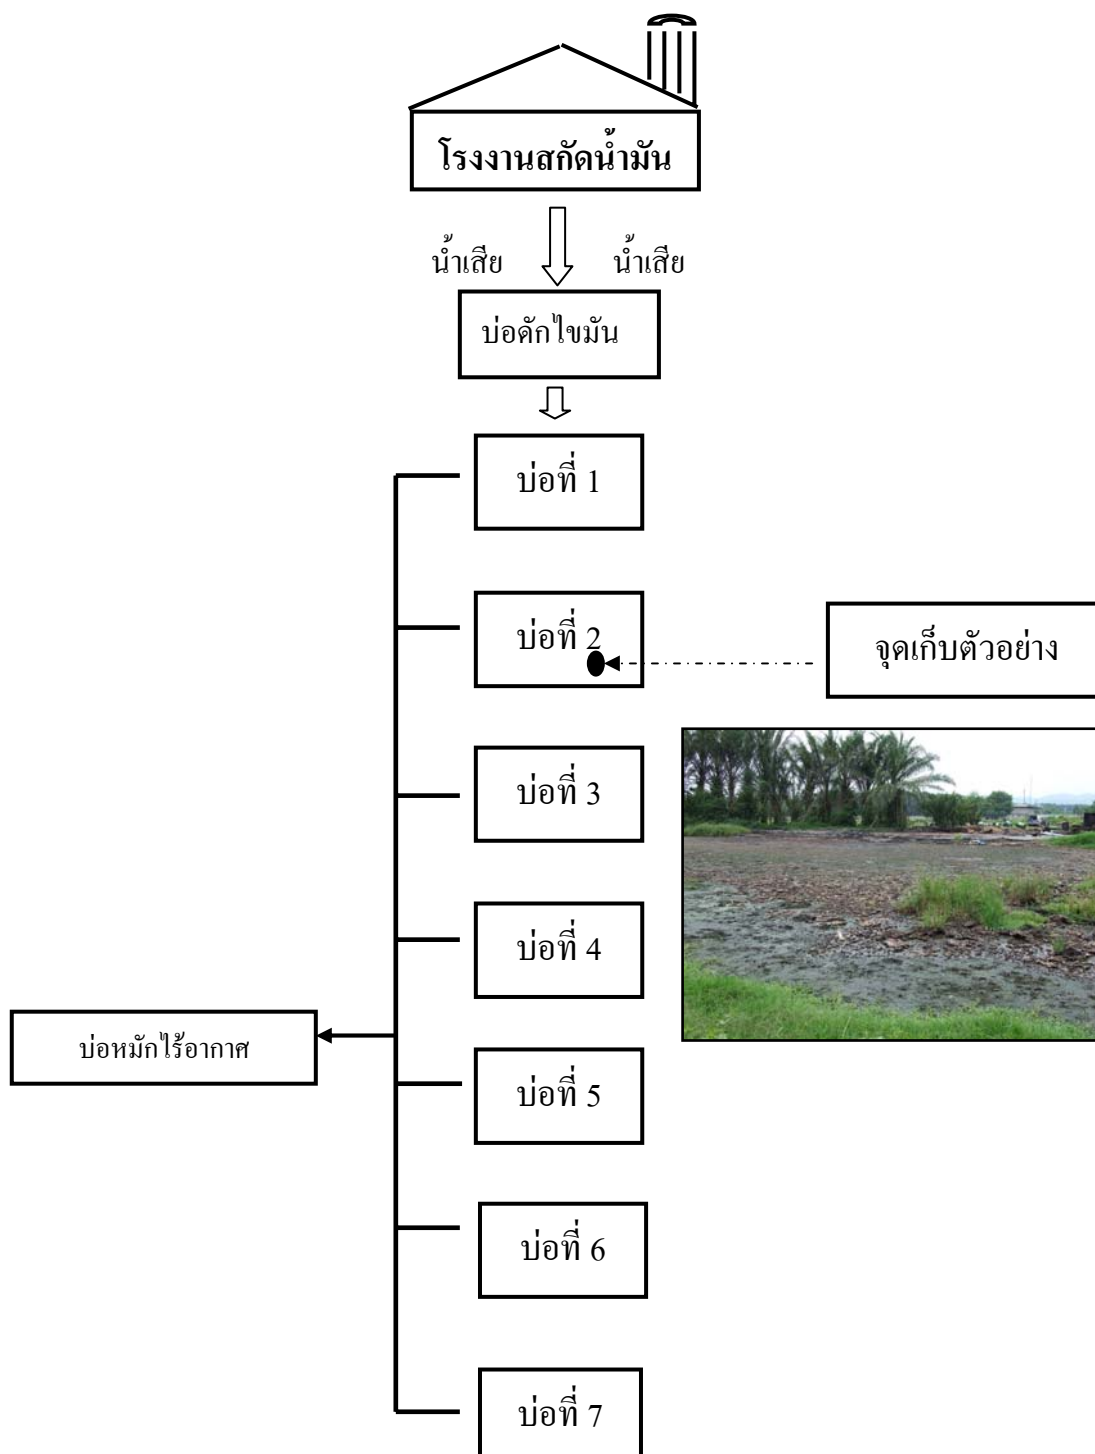 โรงงานสกัดน้ำมัน
น้ำเสีย น้ำเสีย
บ่อดักไขมัน
บ่อที่ 1
บ่อที่ 2
จุดเก็บตัวอย่าง
บ่อที่ 3
บ่อที่ 4
บ่อหมักไร้อากาศ
บ่อที่ 5
บ่อที่ 6
บ่อที่ 7